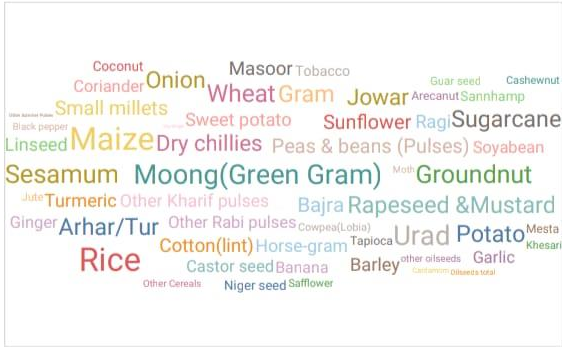 Coconut
Onion
Masoor
Tobacco
Coriander
Wheat
Gram
Jowar
Guar seed
Cashewnut
Arecanut
Sannhamp
Small millets
Sweet potato
Sunflower
Ragi
Sugarcane
Black pepper
Linseed
Maize
Dry chillies
Peas & beans (Pulses)
Soyabean
Sesamum
Moong(Green Gram)
Moth
Groundnut
Jute
Turmeric
Other Kharif pulses
Bajra
Rapeseed &Mustard
Ginger
Arhar/Tur
Other Rabi pulses
Cowpea(Lobia)
Tapioca
Urad
Potato
Mesta
Khesari
Cotton(lint)
Horse-gram
Rice
Castor seed
Banana
Barley
other oilseeds
Garlic
Oilseeds total
Other Cereals
Niger seed
Safflower